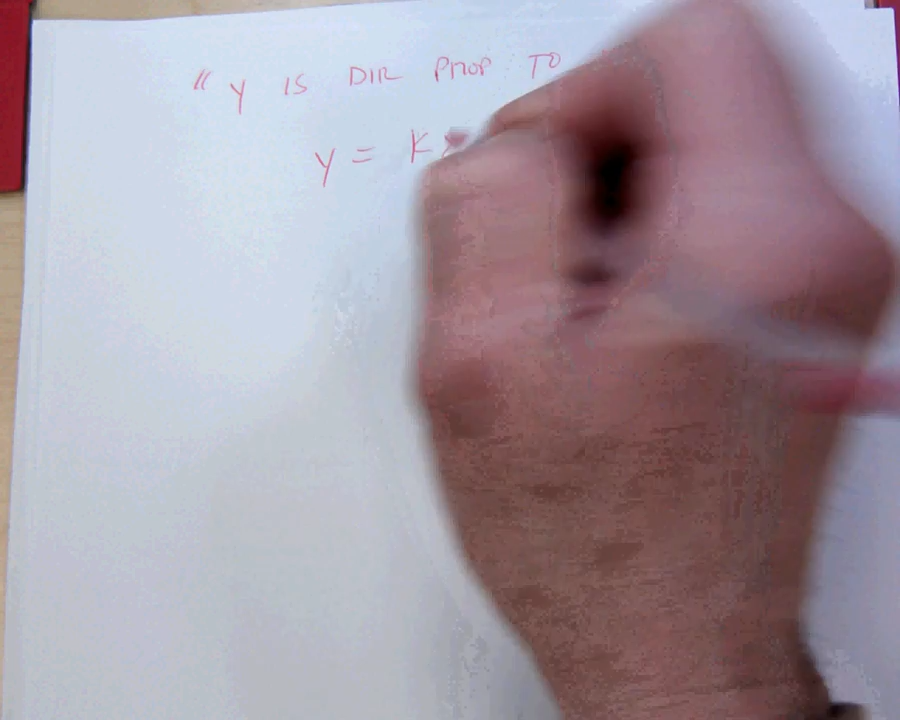 " Y IS DIR PROP TO
y = k